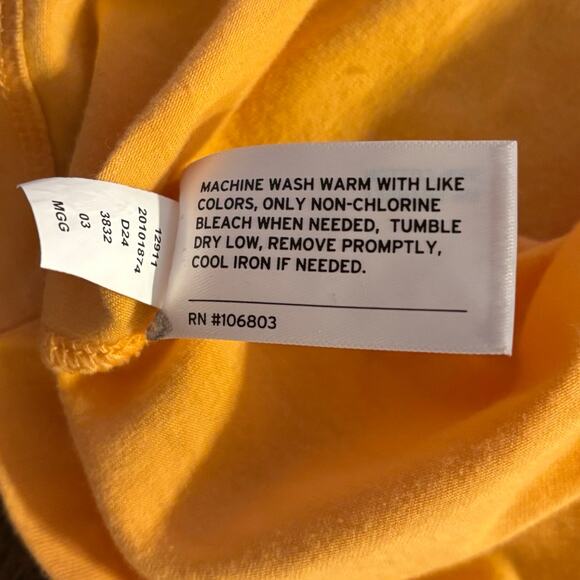 MACHINE WASH WARM WITH LIKE
COLORS, ONLY NON-CHLORINE
BLEACH WHEN NEEDED, TUMBLE
DRY LOW, REMOVE PROMPTLY,
COOL IRON IF NEEDED.
RN #106803
12911
20101874
D24
3832
03
MGG